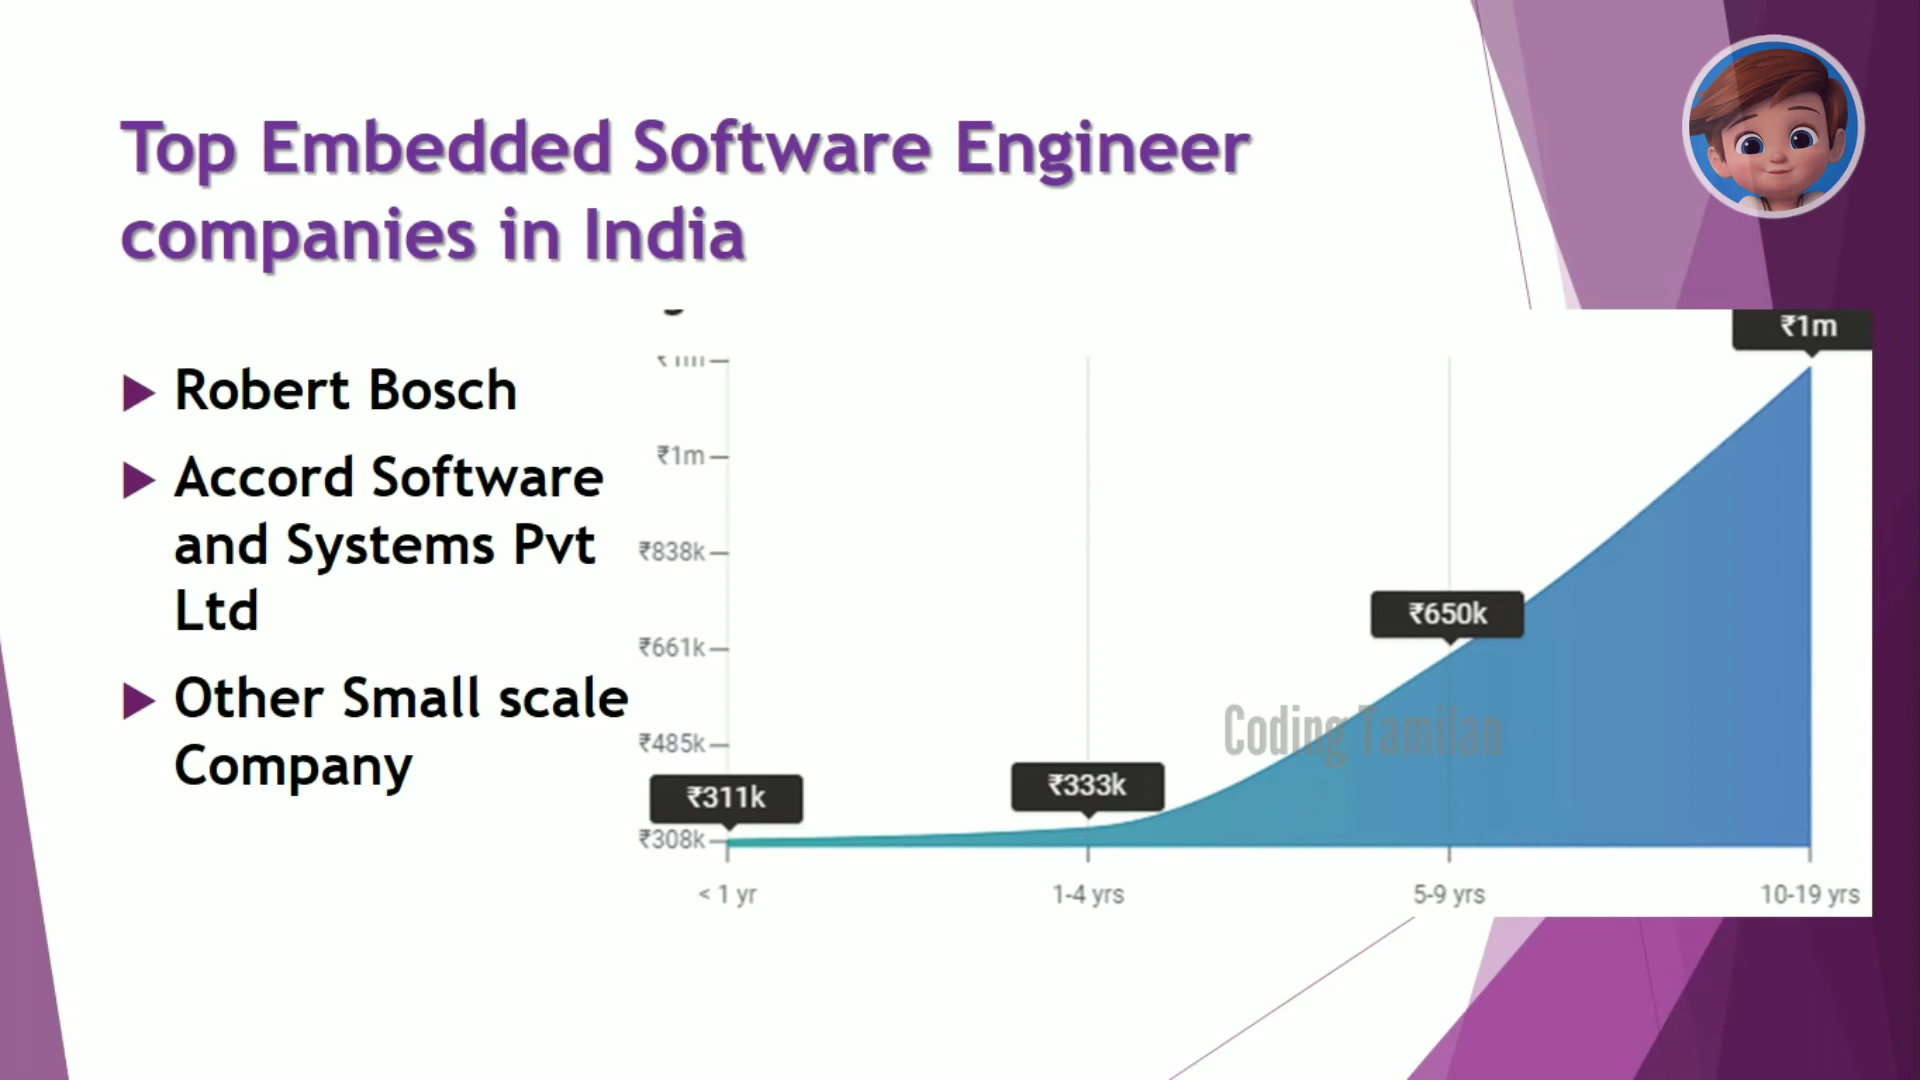 Top Embedded Software Engineer
companies in India
Robert Bosch
Accord Software
and Systems Pvt
Ltd
Other Small scale
Company
₹1m
₹1m
₹838k
₹650k
₹661k
Coding Tamilan
₹485k
₹333k
₹311k
₹308k
< 1 yr
1-4 yrs
5-9 yrs
10-19 yrs